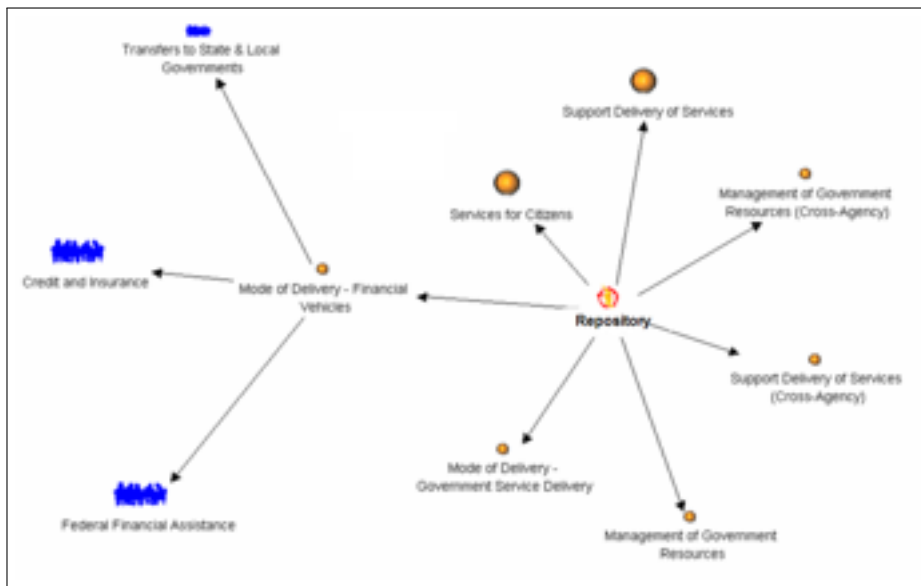 Transfers to State & Local
Governments
Support Delivery of Services
Services for Citizens
Management of Government
Resources (Cross-Agency)
Credit and Insurance
Mode of Delivery - Financial
Vehicles
Repository
Support Delivery of Services
(Cross-Agency)
Mode of Delivery -
Government Service Delivery
Federal Financial Assistance
Management of Government
Resources